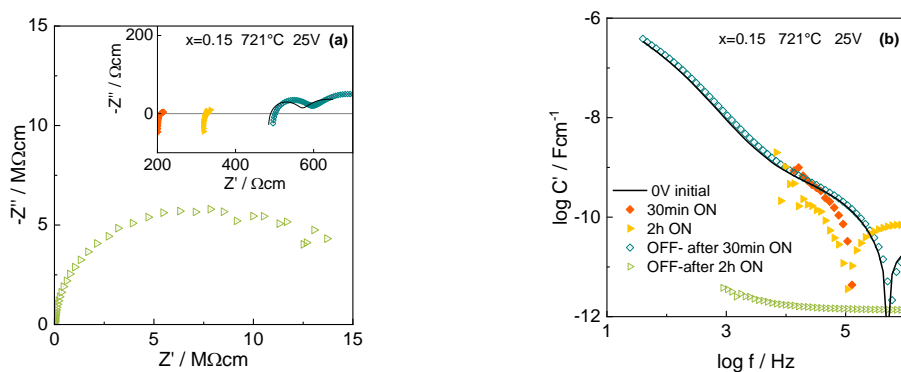 15
10
5
0
-Z'' / MΩcm
0
5
10
15
Z' / MΩcm
x=0.15 721°C 25V (a)
200
0
-Z'' / Ωcm
200
400
600
Z' / Ωcm
-6
-8
-10
-12
log C' / Fcm⁻¹
x=0.15 721°C 25V (b)
0V initial
30min ON
2h ON
OFF- after 30min ON
OFF-after 2h ON
1
3
5
log f / Hz